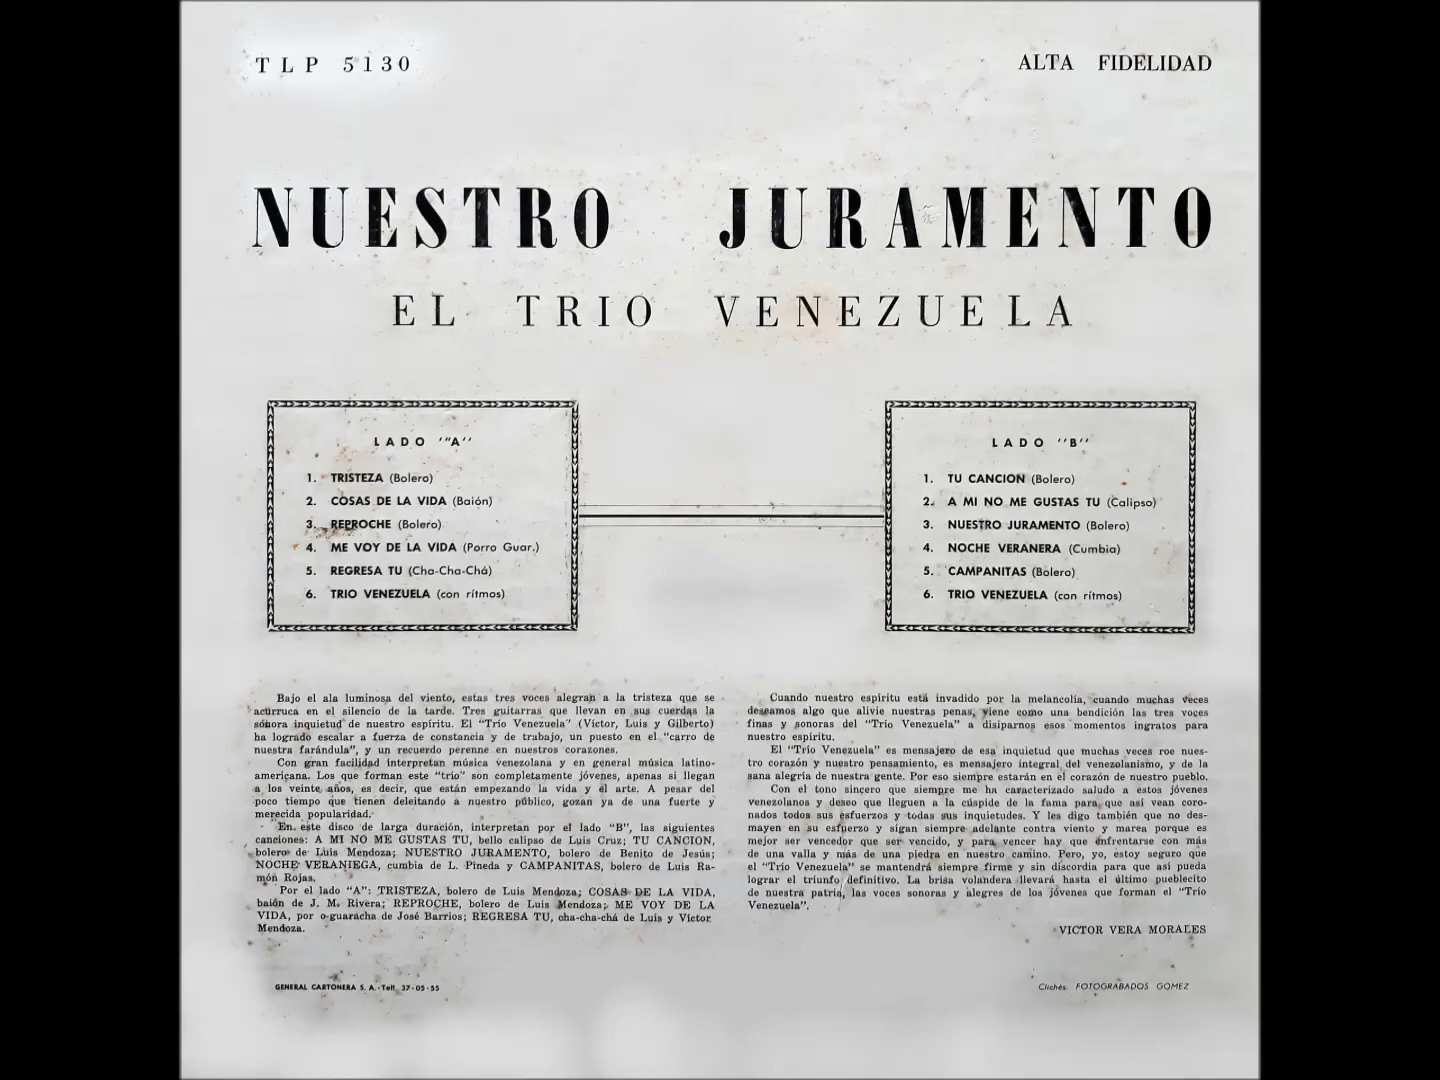 TLP 5130
ALTA FIDELIDAD
NUESTRO JURAMENTO
EL TRIO VENEZUELA
LADO "A"
1. TRISTEZA (Bolero)
2. COSAS DE LA VIDA (Baión)
3. REPROCHE (Bolero)
4. ME VOY DE LA VIDA (Porro Guar.)
5. REGRESA TU (Cha-Cha-Chá)
6. TRIO VENEZUELA (con rítmos)
LADO "B"
1. TU CANCION (Bolero)
2. A MI NO ME GUSTAS TU (Calipso)
3. NUESTRO JURAMENTO (Bolero)
4. NOCHE VERANERA (Cumbia)
5. CAMPANITAS (Bolero)
6. TRIO VENEZUELA (con rítmos)
Bajo el ala luminosa del viento, estas tres voces alegran a la tristeza que se
acurruca en el silencio de la tarde. Tres guitarras que llevan en sus cuerdas la
sonora inquietud de nuestro espíritu. El "Trío Venezuela" (Víctor, Luis y Gilberto)
ha logrado escalar a fuerza de constancia y de trabajo, un puesto en el "carro de
nuestra farándula", y un recuerdo perenne en nuestros corazones.
Con gran facilidad interpretan música venezolana y en general música latino-
americana. Los que forman este "trío" son completamente jóvenes, apenas si llegan
a los veinte años, es decir, que están empezando la vida y el arte. A pesar del
poco tiempo que tienen deleitando a nuestro público, gozan ya de una fuerte y
merecida popularidad.
En este disco de larga duración, interpretan por el lado "B", las siguientes
canciones: A MI NO ME GUSTAS TU, bello calipso de Luis Cruz; TU CANCION,
bolero de Luis Mendoza; NUESTRO JURAMENTO, bolero de Benito de Jesús;
NOCHE VERANIEGA, cumbia de L. Pineda y CAMPANITAS, bolero de Luis Ra-
món Rojas.
Por el lado "A": TRISTEZA, bolero de Luis Mendoza; COSAS DE LA VIDA,
baión de J. M. Rivera; REPROCHE, bolero de Luis Mendoza; ME VOY DE LA
VIDA, por o-guaracha de José Barrios; REGRESA TU, cha-cha-chá de Luis y Víctor
Mendoza.
Cuando nuestro espíritu está invadido por la melancolía, cuando muchas veces
deseamos algo que alivie nuestras penas, viene como una bendición las tres voces
finas y sonoras del "Trío Venezuela" a disiparnos esos momentos ingratos para
nuestro espíritu.
El "Trío Venezuela" es mensajero de esa inquietud que muchas veces roe nues-
tro corazón y nuestro pensamiento, es mensajero integral del venezolanismo, y de la
sana alegría de nuestra gente. Por eso siempre estarán en el corazón de nuestro pueblo.
Con el tono sincero que siempre me ha caracterizado saludo a estos jóvenes
venezolanos y deseo que lleguen a la cúspide de la fama para que así vean coro-
nados todos sus esfuerzos y todas sus inquietudes. Y les digo también que no des-
mayen en su esfuerzo y sigan siempre adelante contra viento y marea porque es
mejor ser vencedor que ser vencido, y para vencer hay que enfrentarse con más
de una valla y más de una piedra en nuestro camino. Pero, yo, estoy seguro que
el "Trío Venezuela" se mantendrá siempre firme y sin discordia para que así pueda
lograr el triunfo definitivo. La brisa volandera llevará hasta el último pueblecito
de nuestra patria, las voces sonoras y alegres de los jóvenes que forman el "Trío
Venezuela".
VICTOR VERA MORALES
GENERAL CARTONERA S. A. - Telf. 37-05-55
Clichés. FOTOGRABADOS GOMEZ